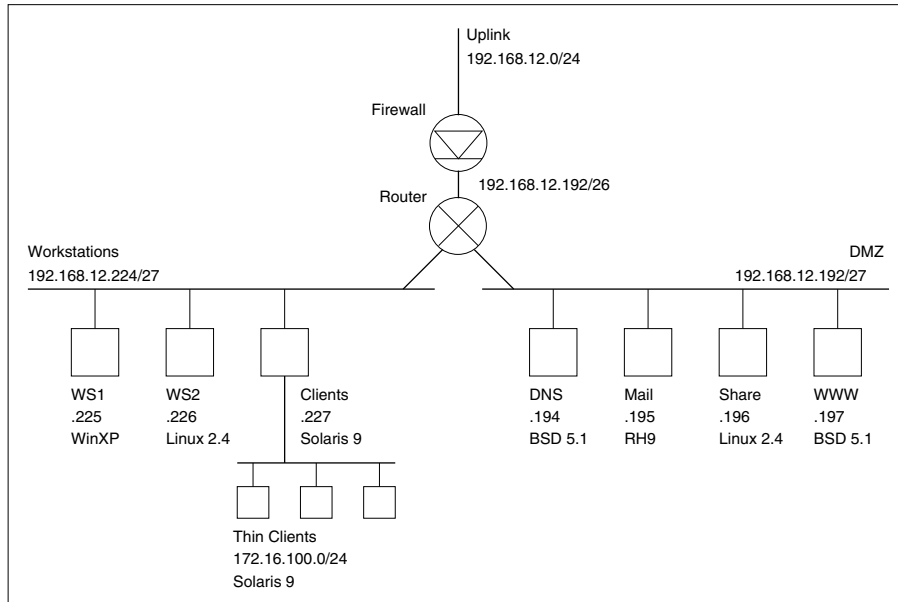 Uplink
192.168.12.0/24
Firewall
192.168.12.192/26
Router
Workstations
192.168.12.224/27
DMZ
192.168.12.192/27
WS1
.225
WinXP
WS2
.226
Linux 2.4
Clients
.227
Solaris 9
DNS
.194
BSD 5.1
Mail
.195
RH9
Share
.196
Linux 2.4
WWW
.197
BSD 5.1
Thin Clients
172.16.100.0/24
Solaris 9